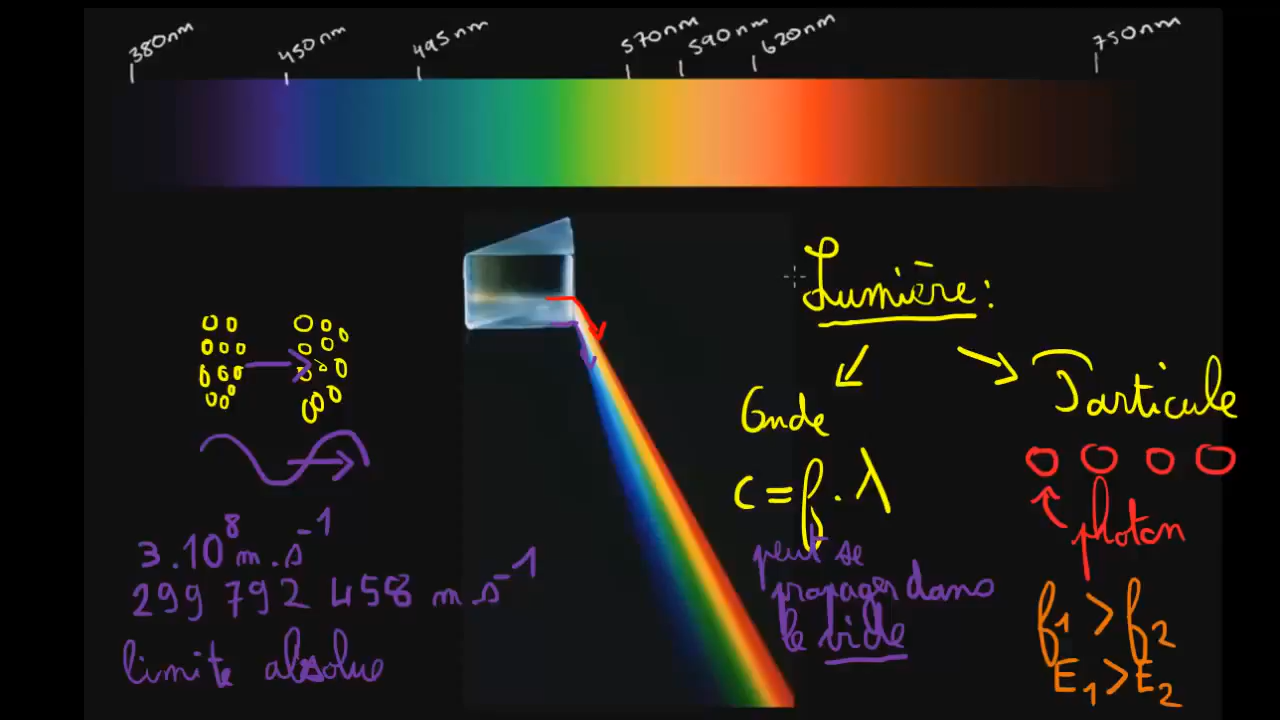 380nm
450nm
495nm
570nm
590nm
620nm
750nm
Lumière :
Onde
Particule
c = f . λ
photon
peut se
propager dans
le vide
3.10⁸ m.s⁻¹
299 792 458 m s⁻¹
limite absolue
f₁ > f₂
E₁ > E₂